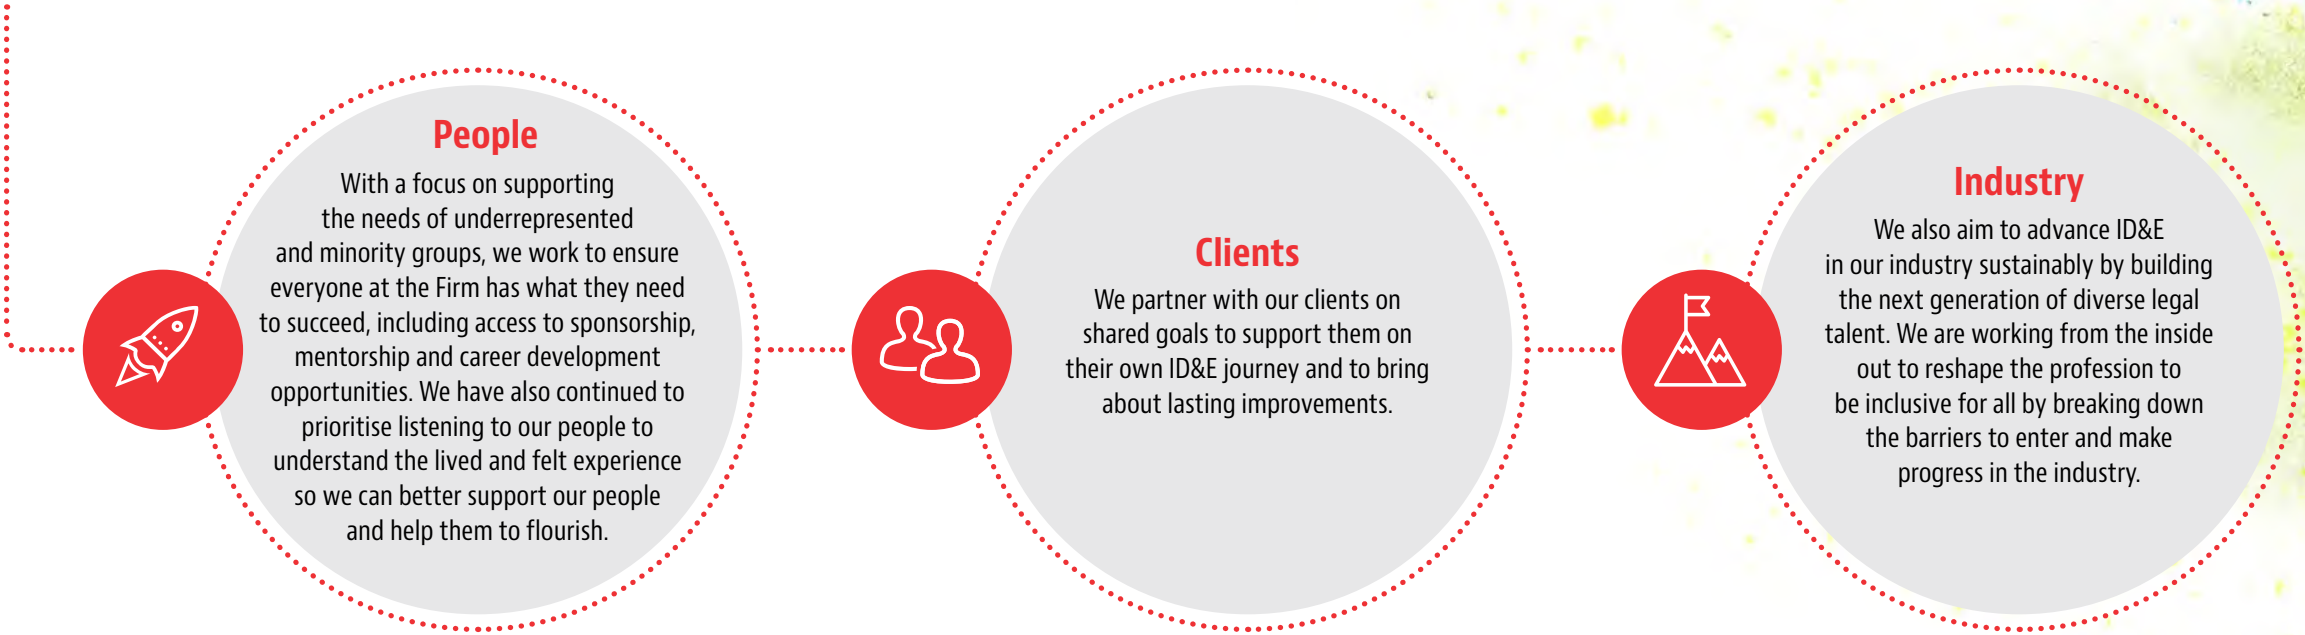 People
With a focus on supporting
the needs of underrepresented
and minority groups, we work to ensure
everyone at the Firm has what they need
to succeed, including access to sponsorship,
mentorship and career development
opportunities. We have also continued to
prioritise listening to our people to
understand the lived and felt experience
so we can better support our people
and help them to flourish.
Clients
We partner with our clients on
shared goals to support them on
their own ID&E journey and to bring
about lasting improvements.
Industry
We also aim to advance ID&E
in our industry sustainably by building
the next generation of diverse legal
talent. We are working from the inside
out to reshape the profession to
be inclusive for all by breaking down
the barriers to enter and make
progress in the industry.